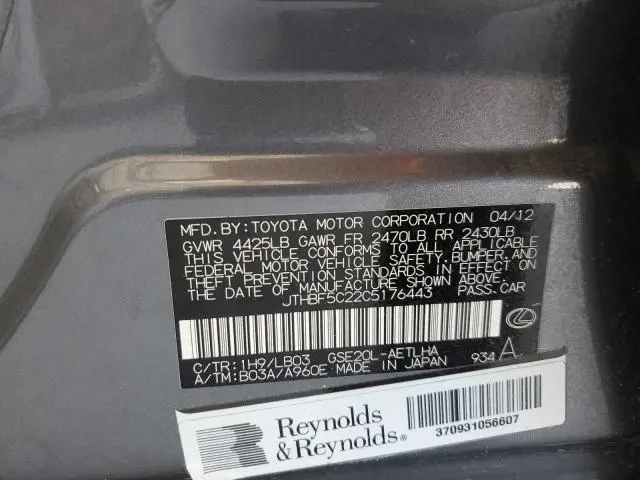 MFD.BY:TOYOTA MOTOR CORPORATION 04/12
GVWR 4425LB GAWR FR 2470LB RR 2430LB
THIS VEHICLE CONFORMS TO ALL APPLICABLE
FEDERAL MOTOR VEHICLE SAFETY, BUMPER, AND
THEFT PREVENTION STANDARDS IN EFFECT ON
THE DATE OF MANUFACTURE SHOWN ABOVE.
JTHBF5C22C5176443 PASS.CAR
C/TR:1H9/LB03 GSE20L-AETLHA
A/TM:B03A/A960E MADE IN JAPAN 934 A
Reynolds
& Reynolds®
370931056607